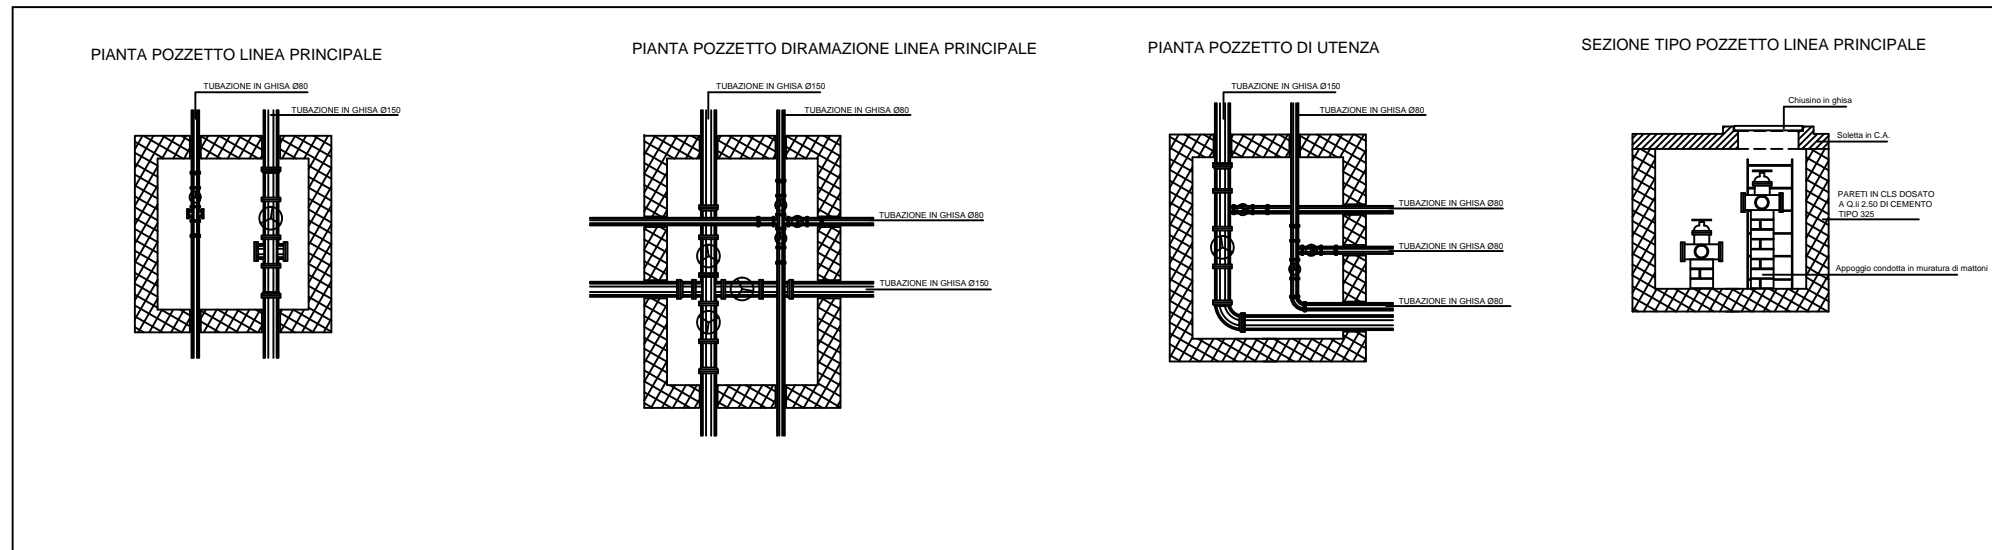 PIANTA POZZETTO LINEA PRINCIPALE
TUBAZIONE IN GHISA Ø80
TUBAZIONE IN GHISA Ø150
PIANTA POZZETTO DIRAMAZIONE LINEA PRINCIPALE
TUBAZIONE IN GHISA Ø150
TUBAZIONE IN GHISA Ø80
TUBAZIONE IN GHISA Ø80
TUBAZIONE IN GHISA Ø150
PIANTA POZZETTO DI UTENZA
TUBAZIONE IN GHISA Ø150
TUBAZIONE IN GHISA Ø80
TUBAZIONE IN GHISA Ø80
TUBAZIONE IN GHISA Ø80
TUBAZIONE IN GHISA Ø80
SEZIONE TIPO POZZETTO LINEA PRINCIPALE
Chiusino in ghisa
Soletta in C.A.
PARETI IN CLS DOSATO
A Q.li 2.50 DI CEMENTO
TIPO 325
Appoggio condotta in muratura di mattoni